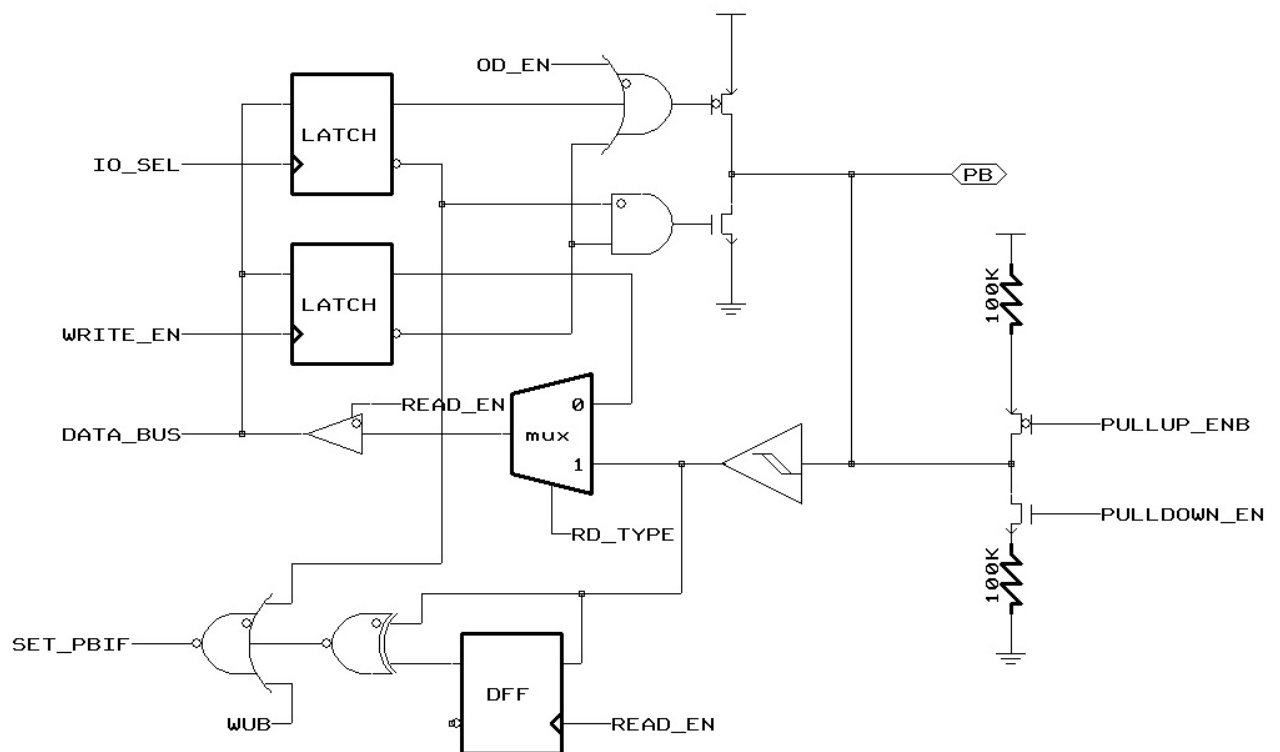 OD_EN
LATCH
IO_SEL
PB
LATCH
100K
WRITE_EN
READ_EN
0
DATA_BUS
mux
PULLUP_ENB
1
PULLDOWN_EN
RD_TYPE
100K
SET_PBIF
DFF
WUB
READ_EN